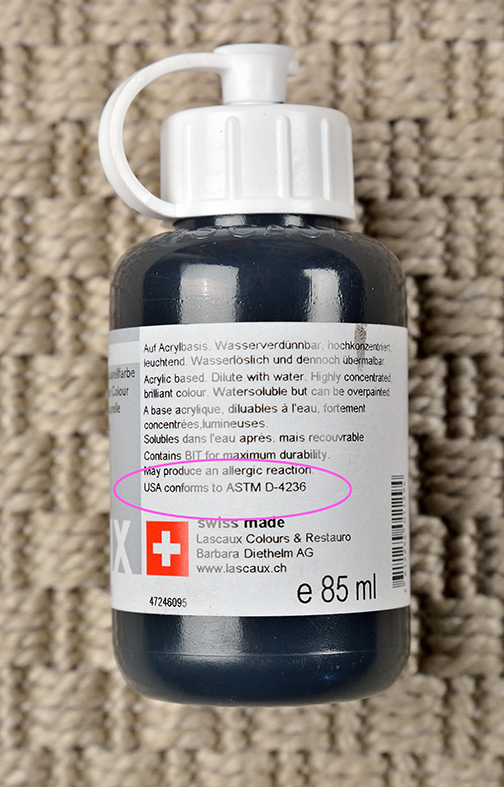 Auf Acrylbasis. Wasserverdünnbar, hochkonzentriert,
leuchtend. Wasserlöslich und dennoch übermalbar
Acrylic based. Dilute with water. Highly concentrated,
brilliant colour. Watersoluble but can be overpainted.
A base acrylique, diluables à l'eau, fortement
concentrées,lumineuses.
Solubles dans l'eau après, mais recouvrable
Contains BIT for maximum durability.
May produce an allergic reaction.
USA conforms to ASTM D-4236
swiss made
Lascaux Colours & Restauro
Barbara Diethelm AG
www.lascaux.ch
47246095
e 85 ml
Colour
UX